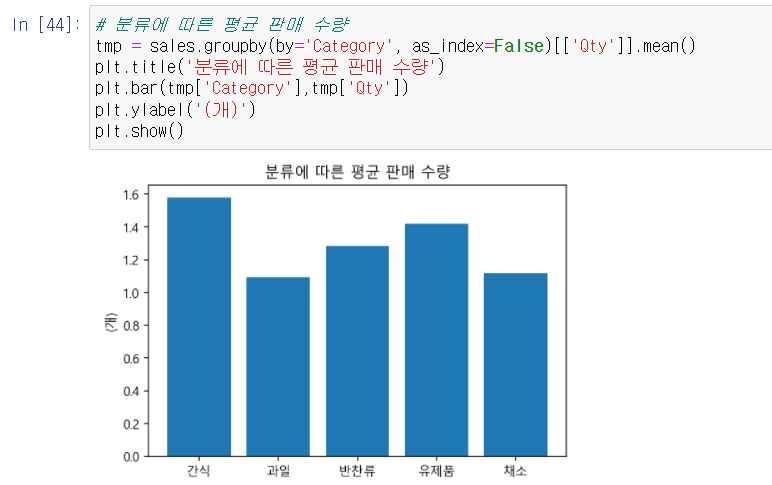 In [44]: # 분류에 따른 평균 판매 수량
tmp = sales.groupby(by='Category', as_index=False)[['Qty']].mean()
plt.title('분류에 따른 평균 판매 수량')
plt.bar(tmp['Category'],tmp['Qty'])
plt.ylabel('(개)')
plt.show()
분류에 따른 평균 판매 수량
1.6
1.4
1.2
1.0
0.8
0.6
0.4
0.2
0.0
(개)
간식 과일 반찬류 유제품 채소